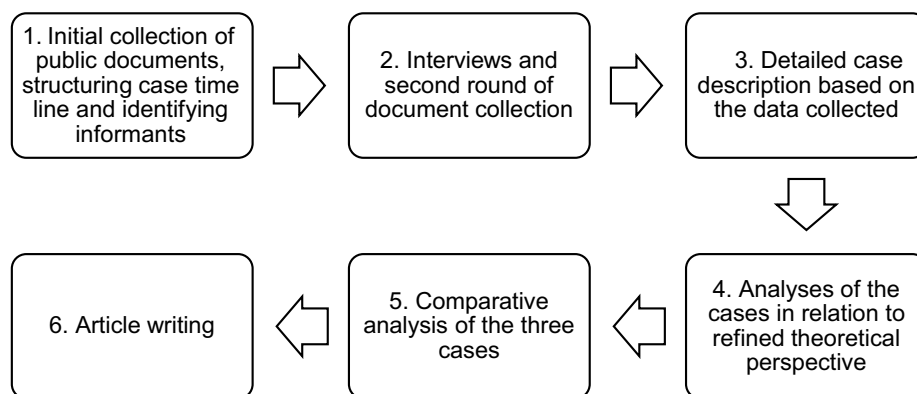 1. Initial collection of
public documents,
structuring case time
line and identifying
informants
2. Interviews and
second round of
document collection
3. Detailed case
description based on
the data collected
4. Analyses of the
cases in relation to
refined theoretical
perspective
5. Comparative
analysis of the three
cases
6. Article writing